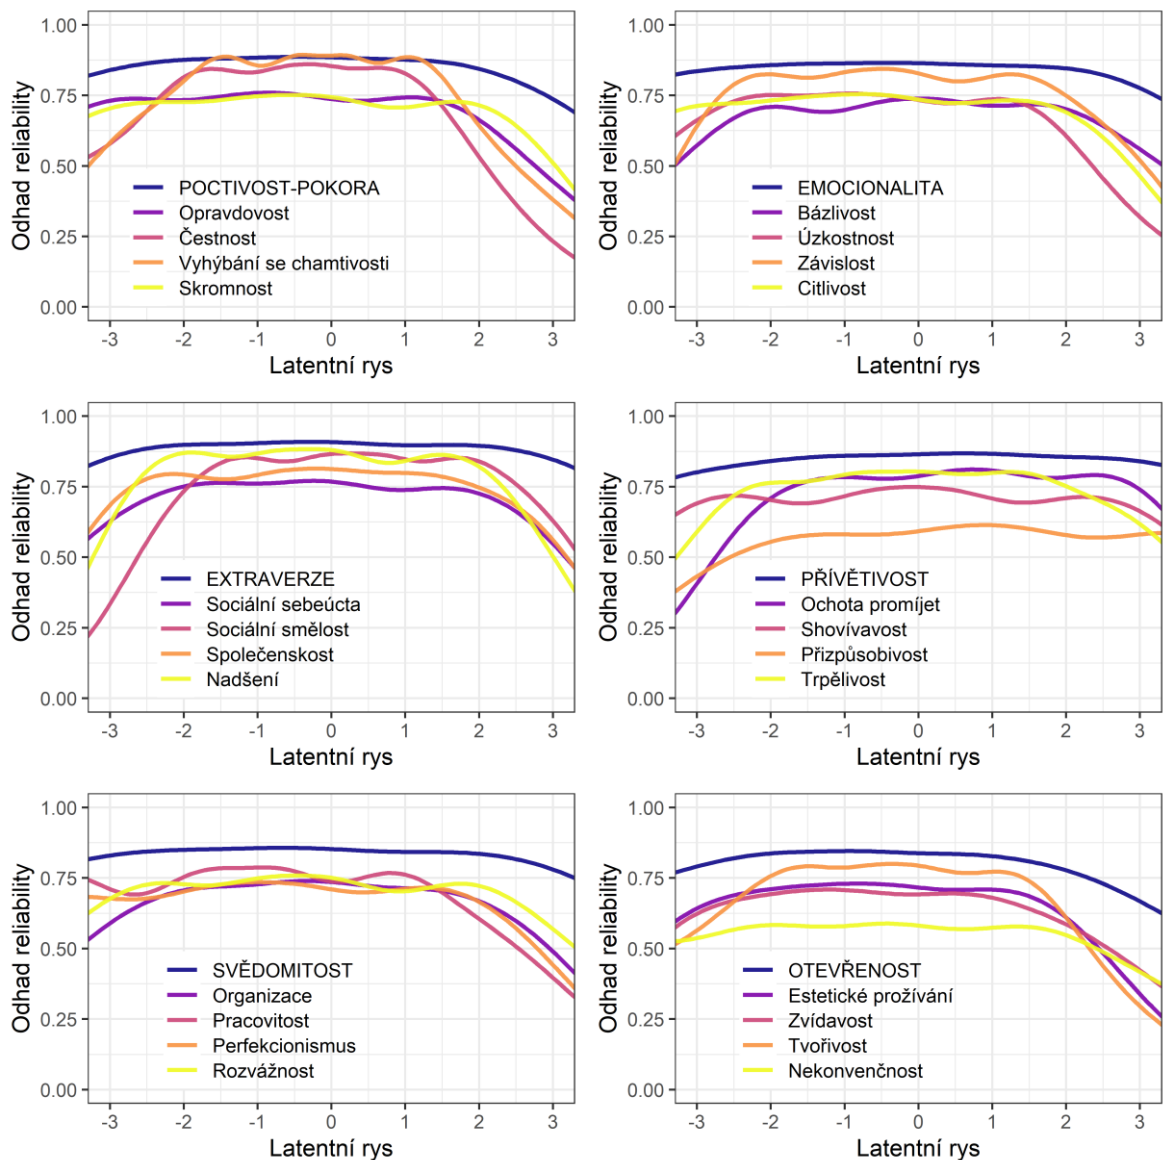 1.00
0.75
0.50
0.25
0.00
Odhad reliability
POCTIVOST-POKORA
Opravdovost
Čestnost
Vyhýbání se chamtivosti
Skromnost
-3 -2 -1 0 1 2 3
Latentní rys
1.00
0.75
0.50
0.25
0.00
Odhad reliability
EMOCIONALITA
Bázlivost
Úzkostnost
Závislost
Citlivost
-3 -2 -1 0 1 2 3
Latentní rys
1.00
0.75
0.50
0.25
0.00
Odhad reliability
EXTRAVERZE
Sociální sebeúcta
Sociální smělost
Společenskost
Nadšení
-3 -2 -1 0 1 2 3
Latentní rys
1.00
0.75
0.50
0.25
0.00
Odhad reliability
PŘÍVĚTIVOST
Ochota promíjet
Shovívavost
Přizpůsobivost
Trpělivost
-3 -2 -1 0 1 2 3
Latentní rys
1.00
0.75
0.50
0.25
0.00
Odhad reliability
SVĚDOMITOST
Organizace
Pracovitost
Perfekcionismus
Rozvážnost
-3 -2 -1 0 1 2 3
Latentní rys
1.00
0.75
0.50
0.25
0.00
Odhad reliability
OTEVŘENOST
Estetické prožívání
Zvídavost
Tvořivost
Nekonvenčnost
-3 -2 -1 0 1 2 3
Latentní rys